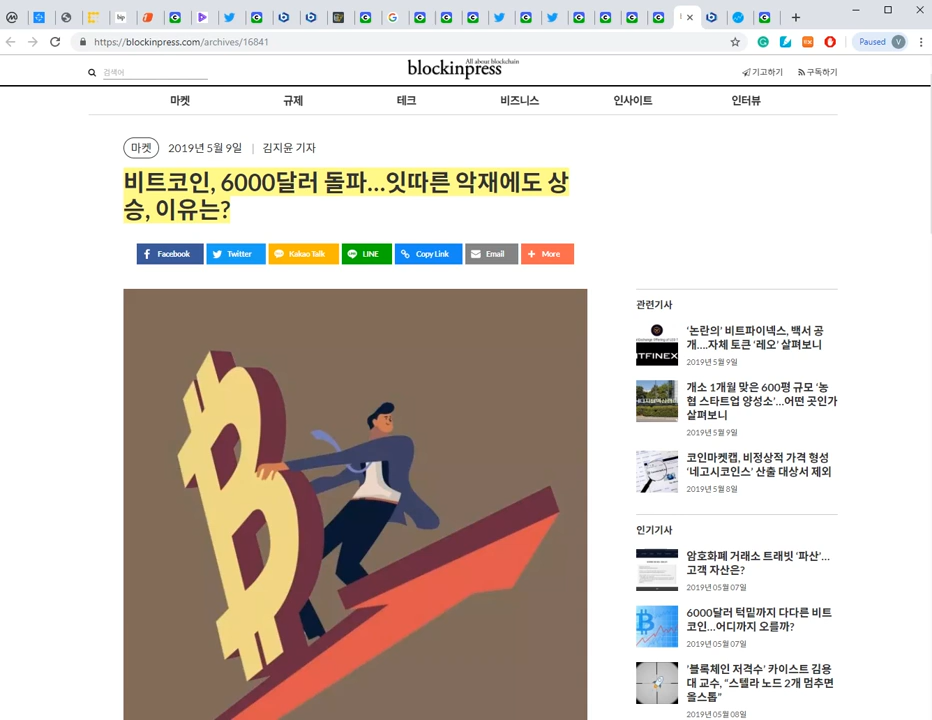 https://blockinpress.com/archives/16841
Paused
V
검색어
All about blockchain
blockinpress
기고하기
구독하기
마켓
규제
테크
비즈니스
인사이트
인터뷰
마켓
2019년 5월 9일 | 김지윤 기자
비트코인, 6000달러 돌파…잇따른 악재에도 상
승, 이유는?
Facebook
Twitter
Kakao Talk
LINE
Copy Link
Email
More
관련기사
ITFINEX
‘논란의’ 비트파이넥스, 백서 공
개….자체 토큰 ‘레오’ 살펴보니
2019년 5월 9일
개소 1개월 맞은 600평 규모 ‘농
협 스타트업 양성소’…어떤 곳인가
살펴보니
2019년 5월 9일
코인마켓캡, 비정상적 가격 형성
‘네고시코인스’ 산출 대상서 제외
2019년 5월 8일
인기기사
암호화폐 거래소 트래빗 ‘파산’…
고객 자산은?
2019년 05월 07일
6000달러 턱밑까지 다다른 비트
코인…어디까지 오를까?
2019년 05월 07일
‘블록체인 저격수’ 카이스트 김용
대 교수, “스텔라 노드 2개 멈추면
올스톱”
2019년 05월 08일